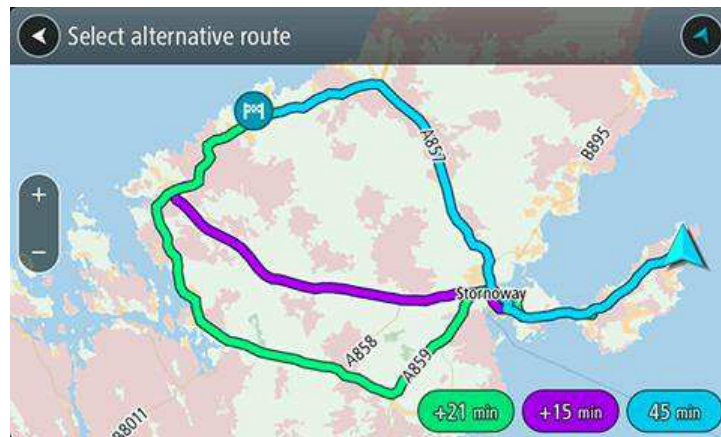 Select alternative route
A857
B895
+
−
Stornoway
A858
A859
B8011
+21 min
+15 min
45 min